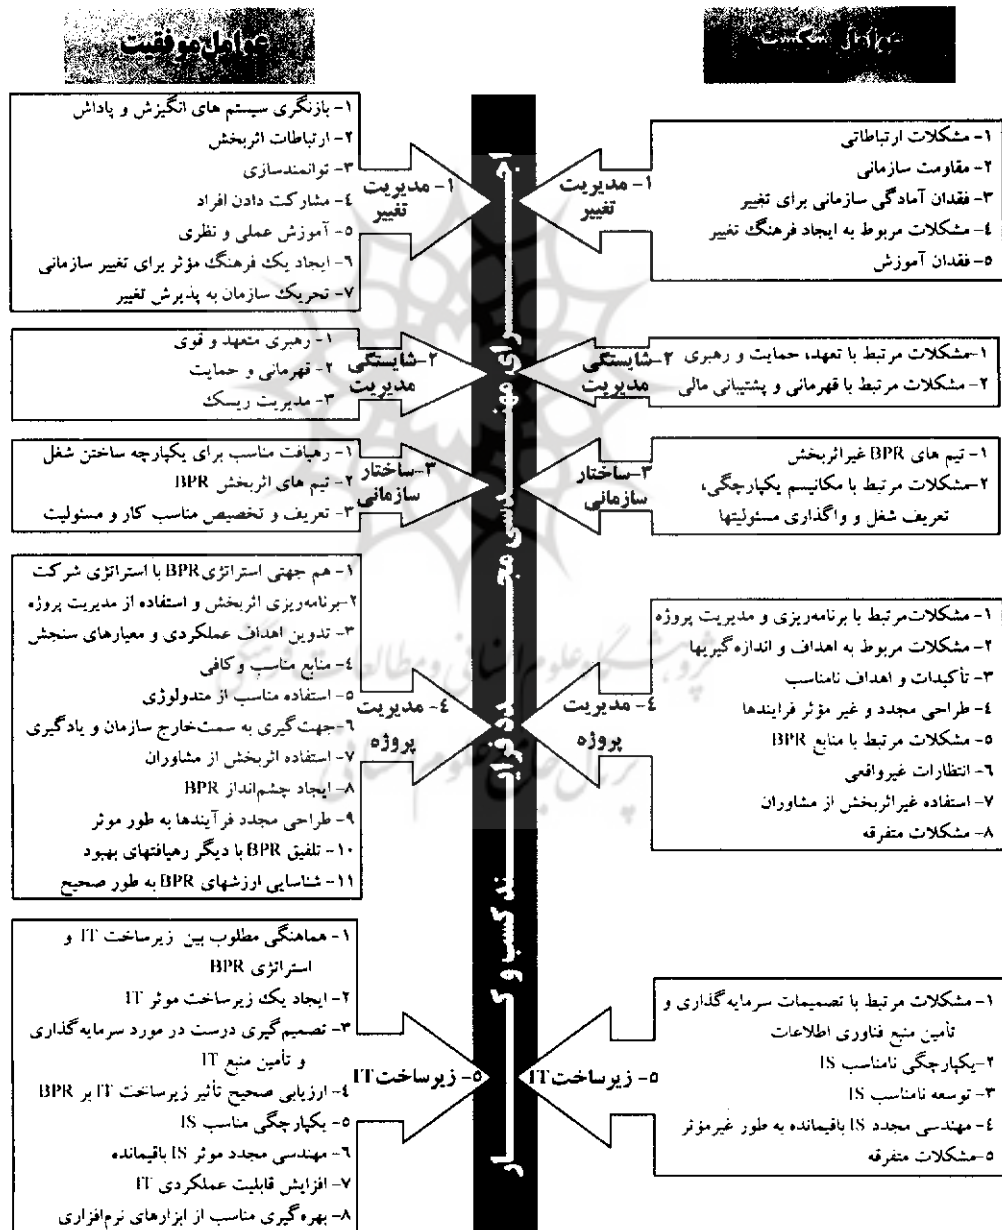 عوامل شکست
عوامل موفقیت
۱- مشکلات ارتباطاتی
۲- مقاومت سازمانی
۳- فقدان آمادگی سازمانی برای تغییر
٤- مشکلات مربوط به ایجاد فرهنگ تغییر
٥- فقدان آموزش
۱- مدیریت
تغییر
۱- مدیریت
تغییر
۱- بازنگری سیستم های انگیزش و پاداش
۲- ارتباطات اثربخش
۳- توانمندسازی
٤- مشارکت دادن افراد
٥- آموزش عملی و نظری
٦- ایجاد یک فرهنگ مؤثر برای تغییر سازمانی
۷- تحریک سازمان به پذیرش تغییر
۱-مشکلات مرتبط با تعهد، حمایت و رهبری
۲- مشکلات مرتبط با قهرمانی و پشتیبانی مالی
۲-شایستگی
مدیریت
۲-شایستگی
مدیریت
۱- رهبری متعهد و قوی
۲- قهرمانی و حمایت
۳- مدیریت ریسک
۱- تیم های BPR غیراثربخش
۲-مشکلات مرتبط با مکانیسم یکپارچگی،
تعریف شغل و واگذاری مسئولیتها
۳-ساختار
سازمانی
۳-ساختار
سازمانی
۱- رهیافت مناسب برای یکپارچه ساختن شغل
۲- تیم های اثربخش BPR
۳- تعریف و تخصیص مناسب کار و مسئولیت
۱- مشکلات‌مرتبط با برنامه‌ریزی و مدیریت پروژه
۲- مشکلات مربوط به اهداف و اندازه‌گیریها
۳- تأکیدات و اهداف نامناسب
٤- طراحی مجدد و غیر مؤثر فرایندها
٥- مشکلات مرتبط با منابع BPR
٦- انتظارات غیرواقعی
۷- استفاده غیراثربخش از مشاوران
۸- مشکلات متفرقه
٤- مدیریت
پروژه
٤- مدیریت
پروژه
۱- هم جهتی استراتژی BPR با استراتژی شرکت
۲-برنامه‌ریزی اثربخش و استفاده از مدیریت پروژه
۳- تدوین اهداف عملکردی و معیارهای سنجش
٤- منابع مناسب و کافی
٥- استفاده مناسب از متدولوژی
٦-جهت‌گیری به سمت‌خارج سازمان و یادگیری
۷- استفاده اثربخش از مشاوران
۸- ایجاد چشم‌انداز BPR
۹- طراحی مجدد فرآیندها به طور موثر
۱۰- تلفیق BPR با دیگر رهیافتهای بهبود
۱۱- شناسایی ارزشهای BPR به طور صحیح
۱- مشکلات مرتبط با تصمیمات سرمایه‌گذاری و
تأمین منبع فناوری اطلاعات
۲-یکپارچگی نامناسب IS
۳- توسعه نامناسب IS
٤- مهندسی مجدد IS باقیمانده به طور غیرمؤثر
٥-مشکلات متفرقه
٥- زیرساخت IT
٥- زیرساخت IT
۱- هماهنگی مطلوب بین زیرساخت IT و
استراتژی BPR
۲- ایجاد یک زیرساخت موثر IT
۳- تصمیم‌گیری درست در مورد سرمایه‌گذاری
و تأمین منبع IT
٤- ارزیابی صحیح تأثیر زیرساخت IT بر BPR
٥- یکپارچگی مناسب IS
٦- مهندسی مجدد موثر IS باقیمانده
۷- افزایش قابلیت عملکردی IT
۸- بهره‌گیری مناسب از ابزارهای نرم‌افزاری
اجـــرای مهنـــدسی مجـــدد فراینـــد کسب و کـــار
پژوهشگاه علوم انسانی و مطالعات فرهنگی
پرتال جامع علوم انسانی